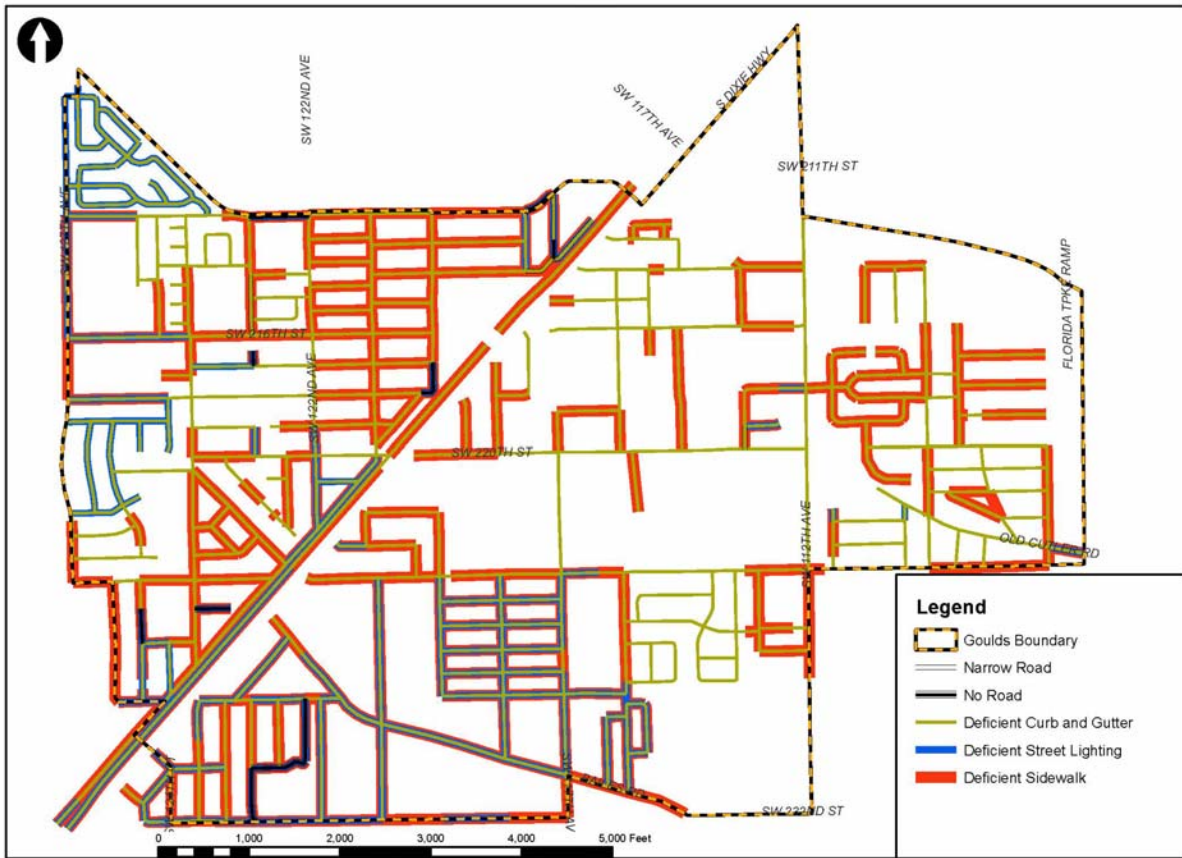 SW 122ND AVE
SW 117TH AVE
S DIXIE HWY
SW 211TH ST
FLORIDA TPKE RAMP
SW 216TH ST
SW 122ND AVE
SW 220TH ST
SW 112TH AVE
OLD CUTLER RD
SW 232ND ST
Legend
Goulds Boundary
Narrow Road
No Road
Deficient Curb and Gutter
Deficient Street Lighting
Deficient Sidewalk
0 1,000 2,000 3,000 4,000 5,000 Feet